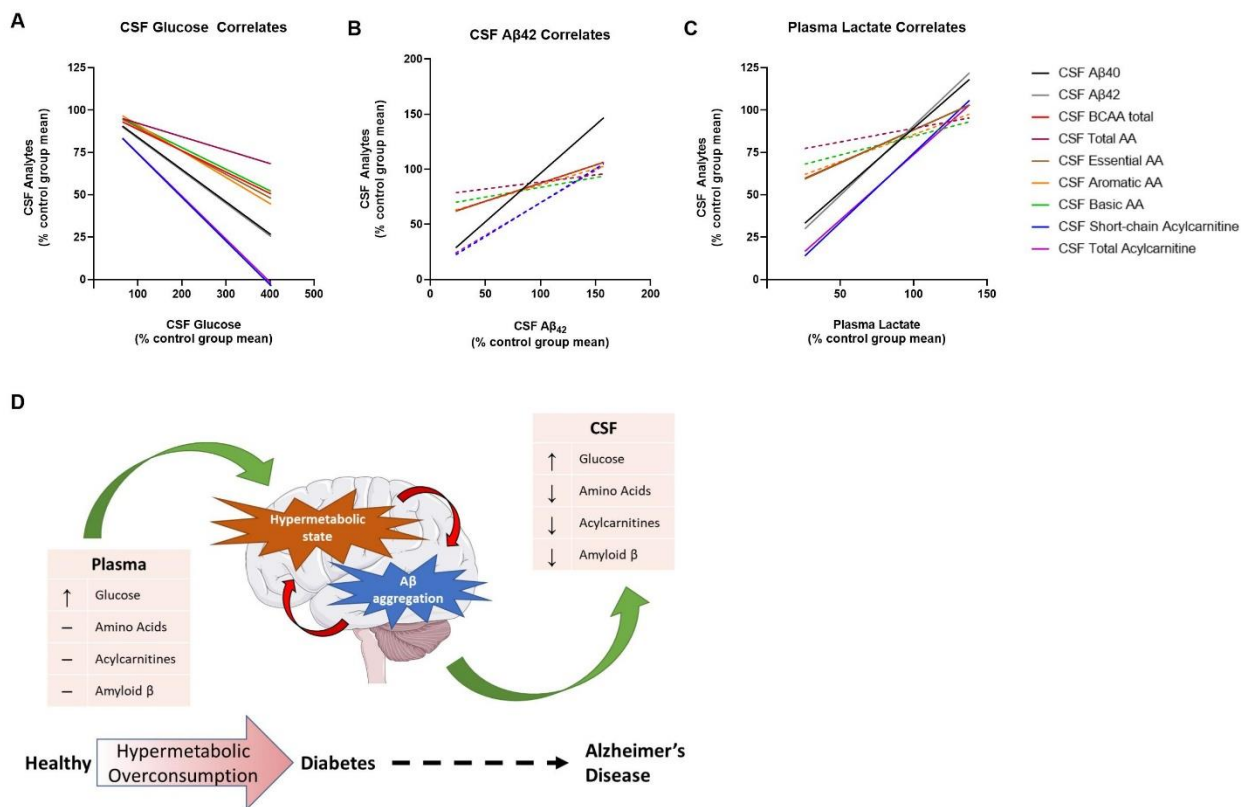 A
CSF Glucose Correlates
CSF Analytes
(% control group mean)
125
100
75
50
25
0
100
200
300
400
500
CSF Glucose
(% control group mean)
B
CSF Aβ42 Correlates
CSF Analytes
(% control group mean)
200
150
100
50
0
0
50
100
150
200
CSF Aβ₄₂
(% control group mean)
C
Plasma Lactate Correlates
CSF Analytes
(% control group mean)
125
100
75
50
25
0
50
100
150
Plasma Lactate
(% control group mean)
CSF Aβ40
CSF Aβ42
CSF BCAA total
CSF Total AA
CSF Essential AA
CSF Aromatic AA
CSF Basic AA
CSF Short-chain Acylcarnitine
CSF Total Acylcarnitine
D
Plasma
↑ Glucose
– Amino Acids
– Acylcarnitines
– Amyloid β
Hypermetabolic
state
Aβ
aggregation
CSF
↑ Glucose
↓ Amino Acids
↓ Acylcarnitines
↓ Amyloid β
Healthy
Hypermetabolic
Overconsumption
Diabetes
Alzheimer's
Disease